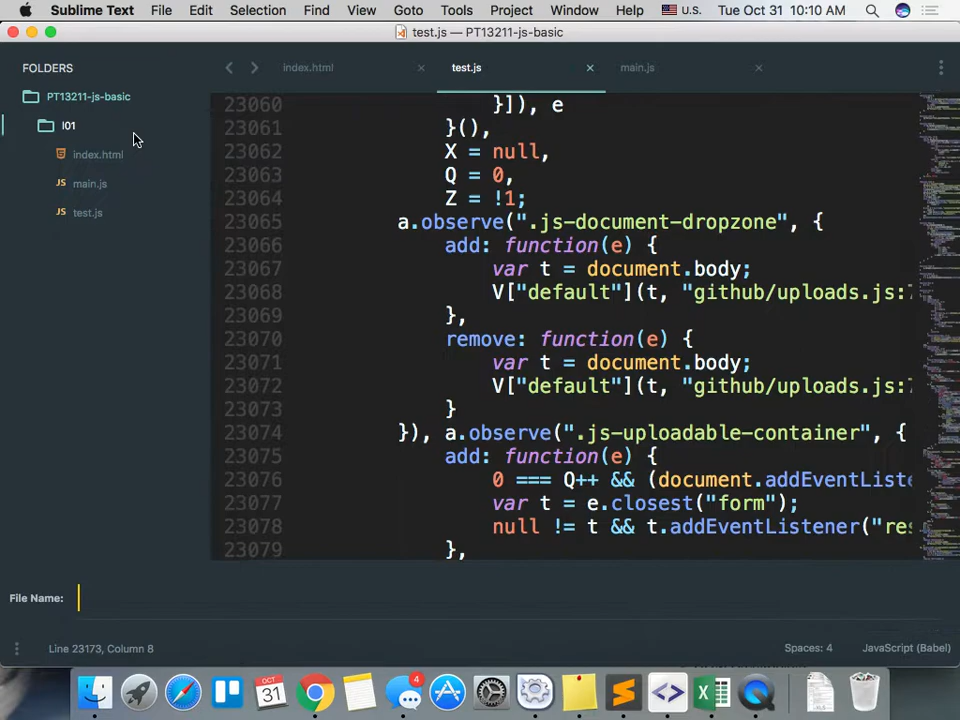 Sublime Text File Edit Selection Find View Goto Tools Project Window Help U.S. Tue Oct 31 10:10 AM
test.js — PT13211-js-basic
FOLDERS
PT13211-js-basic
l01
index.html
main.js
test.js
index.html × test.js × main.js ×
23060 }]), e
23061 }(),
23062 X = null,
23063 Q = 0,
23064 Z = !1;
23065 a.observe(".js-document-dropzone", {
23066 add: function(e) {
23067 var t = document.body;
23068 V["default"](t, "github/uploads.js:
23069 },
23070 remove: function(e) {
23071 var t = document.body;
23072 V["default"](t, "github/uploads.js:
23073 }
23074 }), a.observe(".js-uploadable-container", {
23075 add: function(e) {
23076 0 === Q++ && (document.addEventListe
23077 var t = e.closest("form");
23078 null != t && t.addEventListener("res
23079 },
File Name:
Line 23173, Column 8 Spaces: 4 JavaScript (Babel)
OCT
31
4